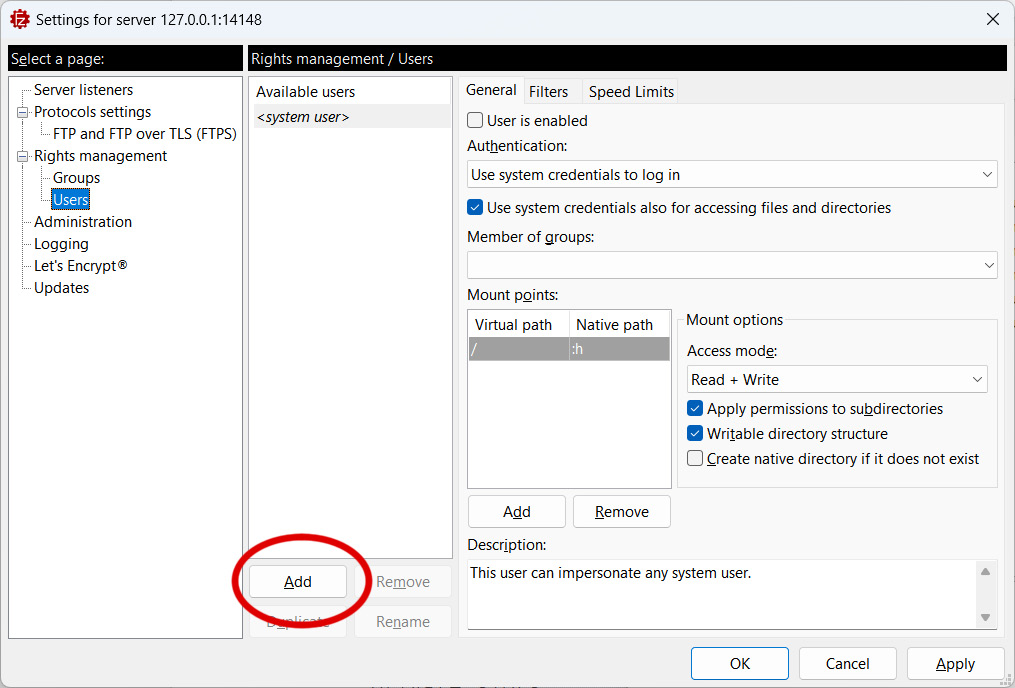 Settings for server 127.0.0.1:14148
Select a page:
Server listeners
Protocols settings
FTP and FTP over TLS (FTPS)
Rights management
Groups
Users
Administration
Logging
Let's Encrypt®
Updates
Rights management / Users
Available users
<system user>
Add
Remove
Duplicate
Rename
General
Filters
Speed Limits
User is enabled
Authentication:
Use system credentials to log in
Use system credentials also for accessing files and directories
Member of groups:
Mount points:
Virtual path Native path
/ :h
Add Remove
Mount options
Access mode:
Read + Write
Apply permissions to subdirectories
Writable directory structure
Create native directory if it does not exist
Description:
This user can impersonate any system user.
OK Cancel Apply